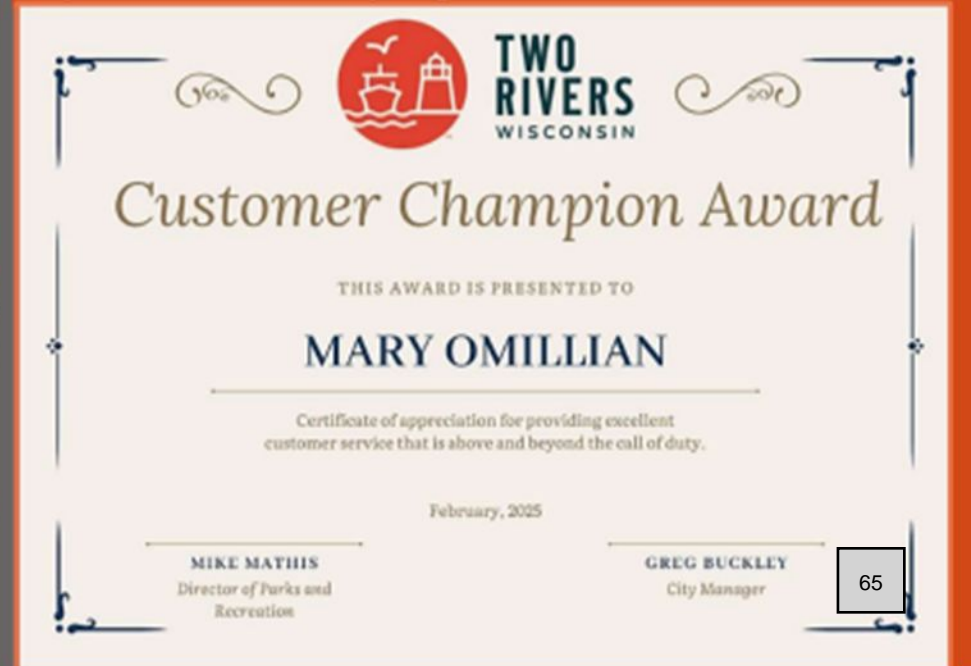 TWO
RIVERS
WISCONSIN
Customer Champion Award
THIS AWARD IS PRESENTED TO
MARY OMILLIAN
Certificate of appreciation for providing excellent
customer service that is above and beyond the call of duty.
February, 2025
MIKE MATHIS
Director of Parks and
Recreation
GREG BUCKLEY
City Manager
65